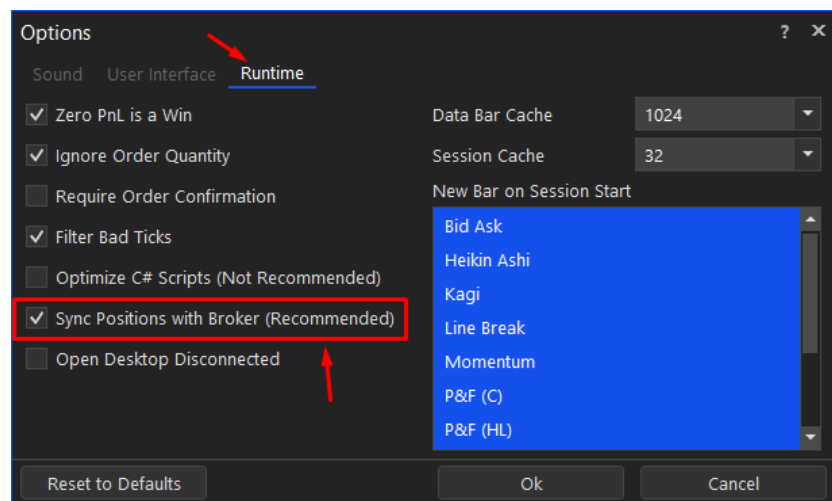 Options
? ×
Sound User Interface Runtime
Zero PnL is a Win
Ignore Order Quantity
Require Order Confirmation
Filter Bad Ticks
Optimize C# Scripts (Not Recommended)
Sync Positions with Broker (Recommended)
Open Desktop Disconnected
Data Bar Cache 1024
Session Cache 32
New Bar on Session Start
Bid Ask
Heikin Ashi
Kagi
Line Break
Momentum
P&F (C)
P&F (HL)
Reset to Defaults Ok Cancel